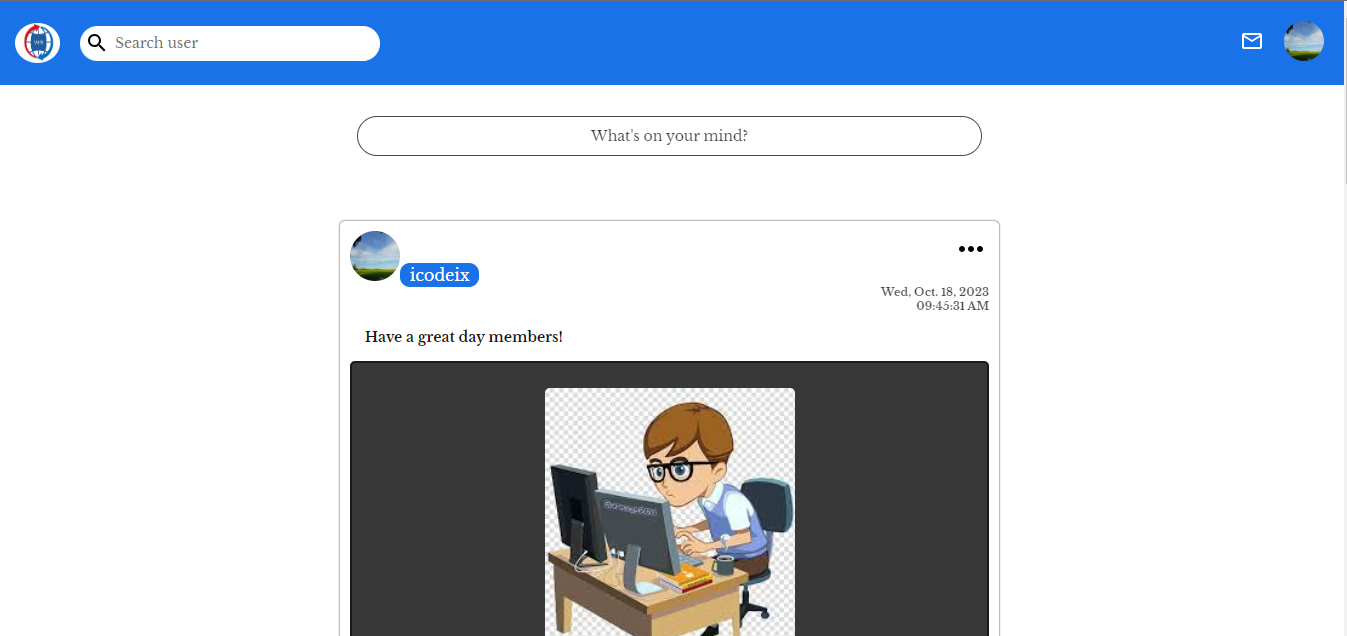 Search user
What's on your mind?
icodeix
Wed, Oct. 18, 2023
09:45:31 AM
Have a great day members!